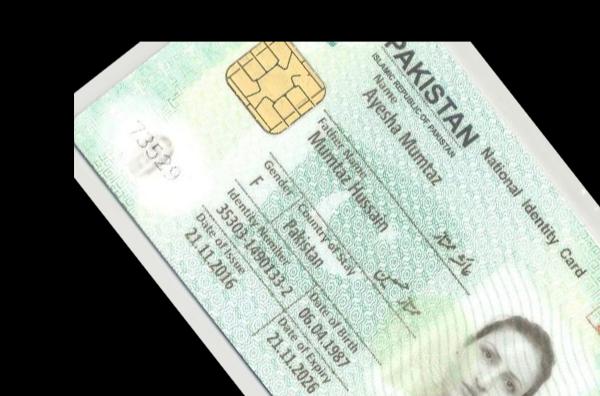 PAKISTAN National Identity Card
ISLAMIC REPUBLIC OF PAKISTAN
Name
Ayesha Mumtaz
Father Name
Mumtaz Hussain
Gender
F
Country of Stay
Pakistan
Identity Number
35303-1490133-2
Date of Birth
06.04.1987
Date of Issue
21.11.2016
Date of Expiry
21.11.2026
73529